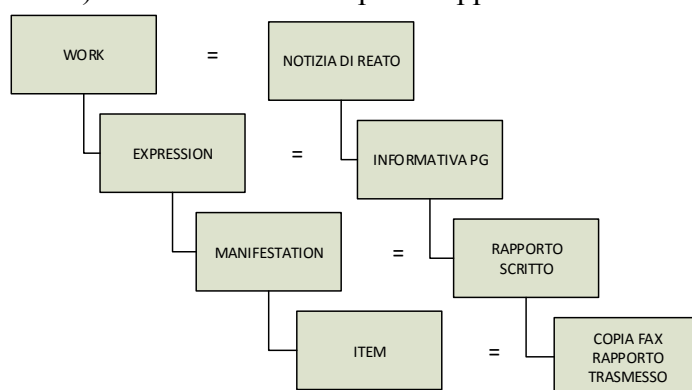 WORK = NOTIZIA DI REATO
EXPRESSION = INFORMATIVA PG
MANIFESTATION = RAPPORTO
SCRITTO
ITEM = COPIA FAX
RAPPORTO
TRASMESSO